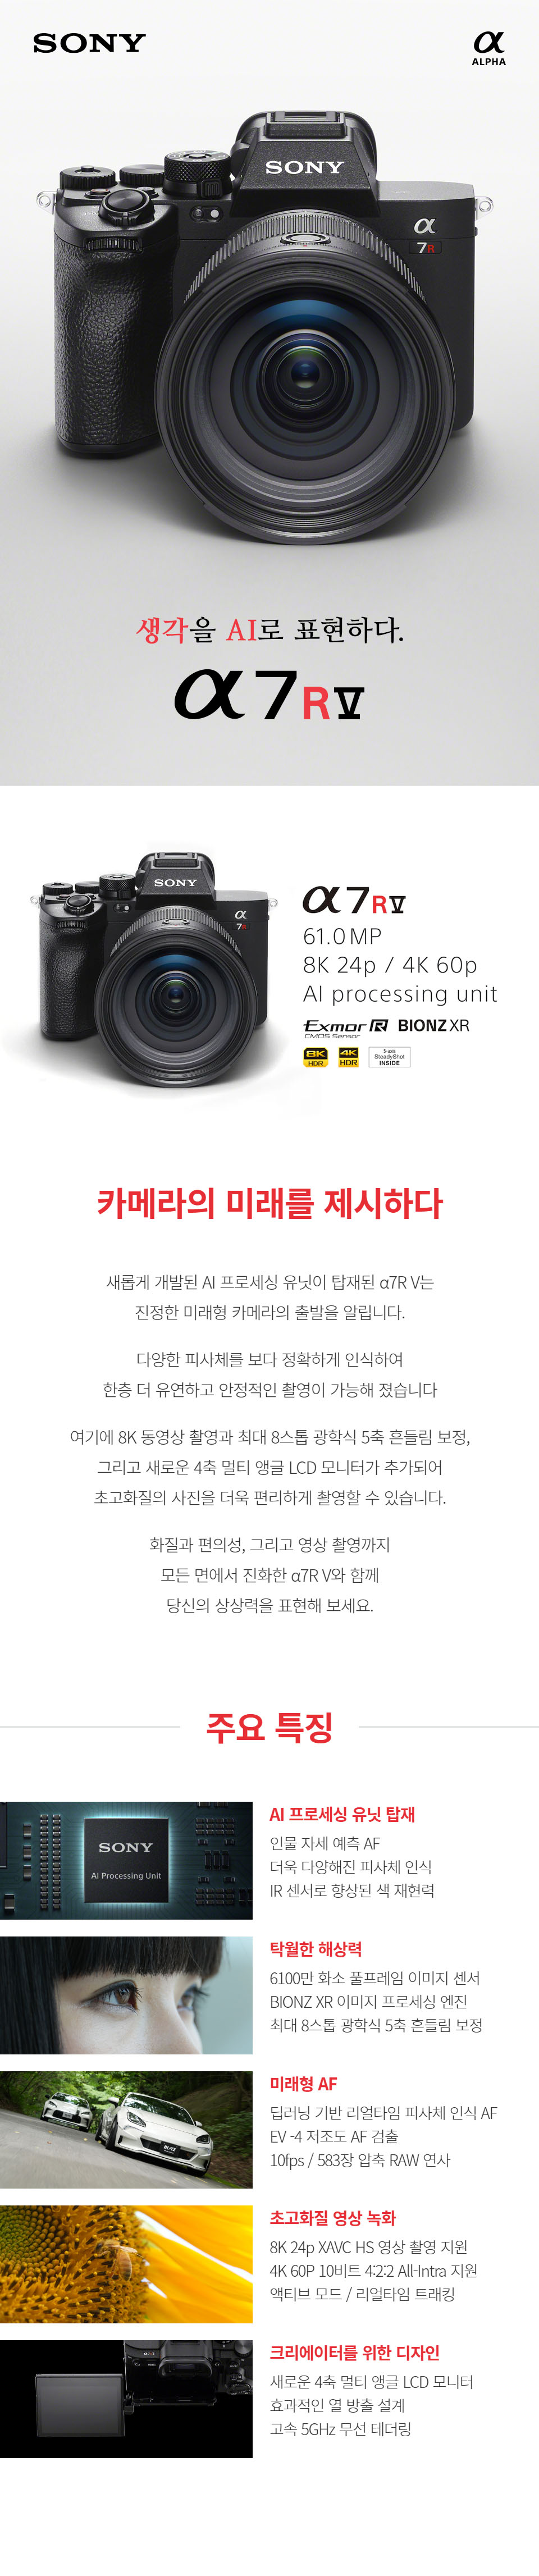 SONY
α
ALPHA
SONY
α
7R
생각을 AI로 표현하다.
α7RV
SONY
α
7R
α7RV
61.0MP
8K 24p / 4K 60p
AI processing unit
Exmor R BIONZ XR
CMOS Sensor
8K HDR
4K HDR
5-axis
SteadyShot
INSIDE
카메라의 미래를 제시하다
새롭게 개발된 AI 프로세싱 유닛이 탑재된 α7R V는
진정한 미래형 카메라의 출발을 알립니다.
다양한 피사체를 보다 정확하게 인식하여
한층 더 유연하고 안정적인 촬영이 가능해 졌습니다
여기에 8K 동영상 촬영과 최대 8스톱 광학식 5축 흔들림 보정,
그리고 새로운 4축 멀티 앵글 LCD 모니터가 추가되어
초고화질의 사진을 더욱 편리하게 촬영할 수 있습니다.
화질과 편의성, 그리고 영상 촬영까지
모든 면에서 진화한 α7R V와 함께
당신의 상상력을 표현해 보세요.
주요 특징
SONY
AI Processing Unit
AI 프로세싱 유닛 탑재
인물 자세 예측 AF
더욱 다양해진 피사체 인식
IR 센서로 향상된 색 재현력
탁월한 해상력
6100만 화소 풀프레임 이미지 센서
BIONZ XR 이미지 프로세싱 엔진
최대 8스톱 광학식 5축 흔들림 보정
미래형 AF
딥러닝 기반 리얼타임 피사체 인식 AF
EV -4 저조도 AF 검출
10fps / 583장 압축 RAW 연사
초고화질 영상 녹화
8K 24p XAVC HS 영상 촬영 지원
4K 60P 10비트 4:2:2 All-Intra 지원
액티브 모드 / 리얼타임 트래킹
크리에이터를 위한 디자인
새로운 4축 멀티 앵글 LCD 모니터
효과적인 열 방출 설계
고속 5GHz 무선 테더링